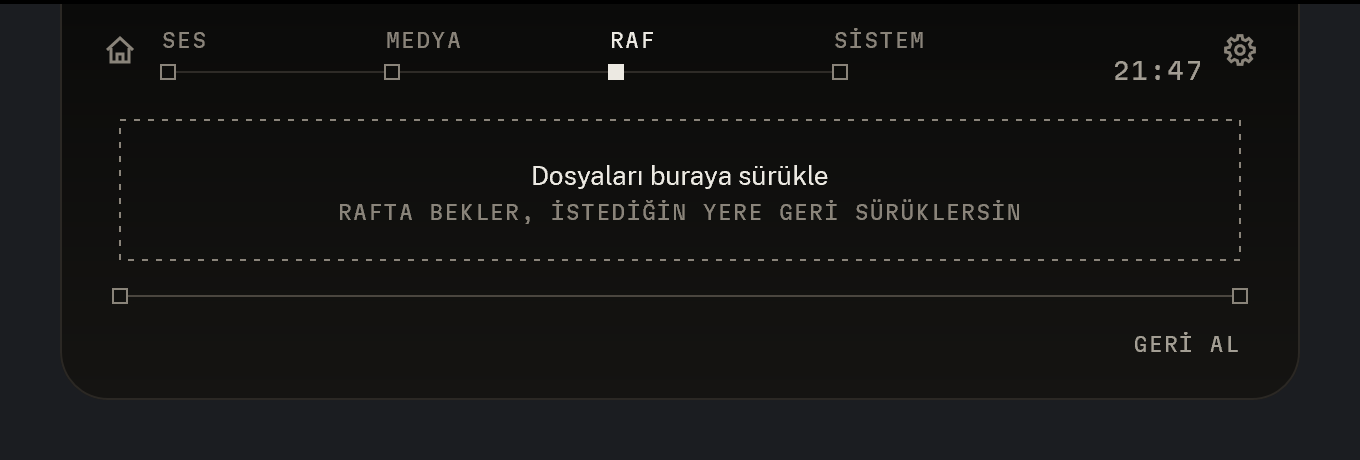 SES MEDYA RAF SİSTEM
21:47
Dosyaları buraya sürükle
RAFTA BEKLER, İSTEDİĞİN YERE GERİ SÜRÜKLERSİN
GERİ AL